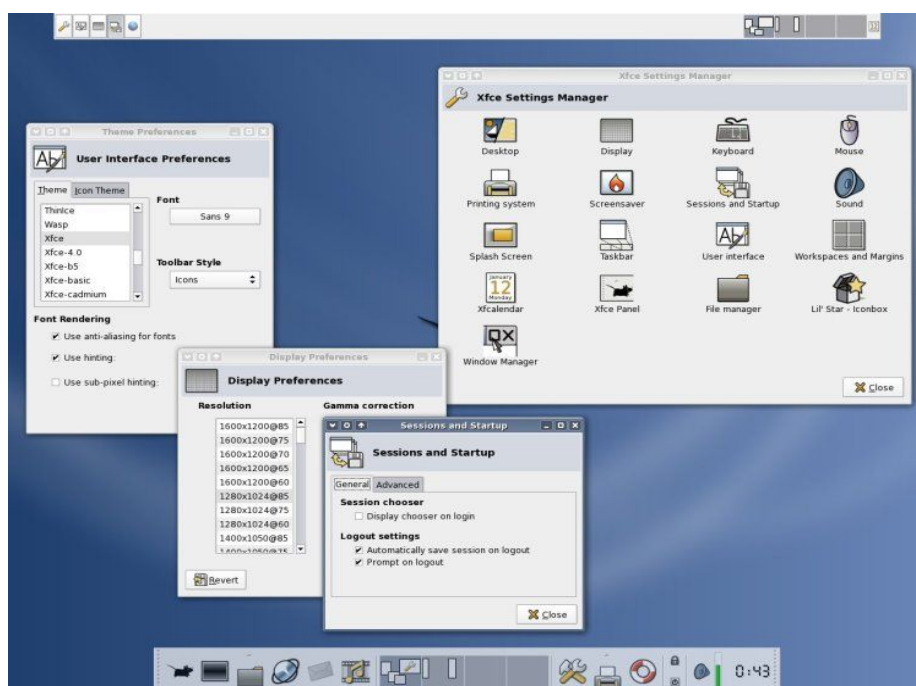 12
Xfce Settings Manager
Xfce Settings Manager
Desktop
Display
Keyboard
Mouse
Printing system
Screensaver
Sessions and Startup
Sound
Splash Screen
Taskbar
User interface
Workspaces and Margins
January
12
Monday
Xfcalendar
Xfce Panel
File manager
Lil' Star - Iconbox
Window Manager
Close
Theme Preferences
User Interface Preferences
Theme
Icon Theme
Thinice
Wasp
Xfce
Xfce-4.0
Xfce-b5
Xfce-basic
Xfce-cadmium
Font
Sans 9
Toolbar Style
Icons
Font Rendering
Use anti-aliasing for fonts
Use hinting:
Use sub-pixel hinting:
Display Preferences
Display Preferences
Resolution
Gamma correction
1600x1200@85
1600x1200@75
1600x1200@70
1600x1200@65
1600x1200@60
1280x1024@85
1280x1024@75
1280x1024@60
1400x1050@85
1400x1050@75
Revert
Sessions and Startup
Sessions and Startup
General
Advanced
Session chooser
Display chooser on login
Logout settings
Automatically save session on logout
Prompt on logout
Close
0:43